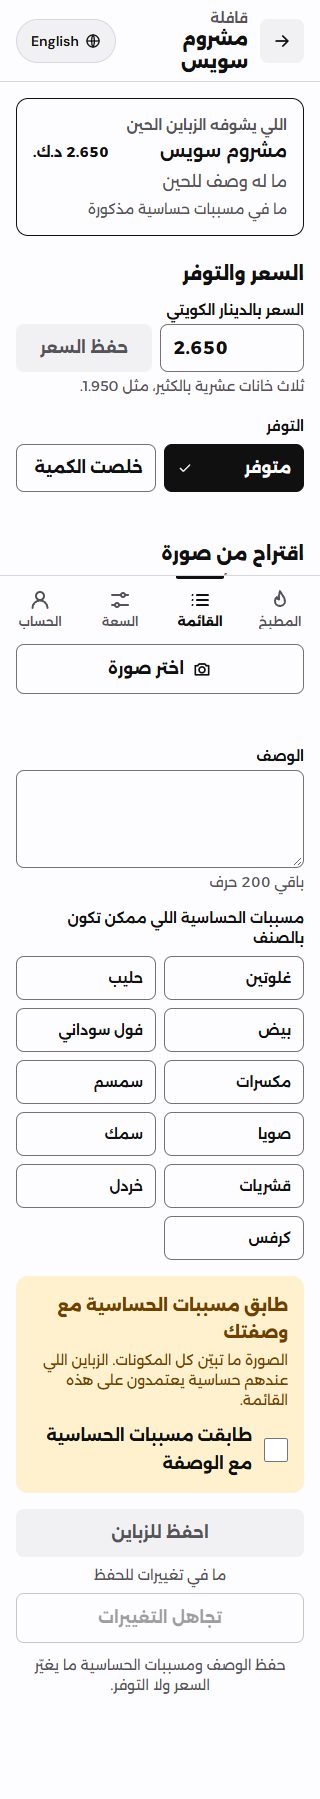 قافلة
مشروم
سويس
English
اللي يشوفه الزباين الحين
مشروم سويس
2.650 د.ك.
ما له وصف للحين
ما في مسببات حساسية مذكورة
السعر والتوفر
السعر بالدينار الكويتي
2.650
حفظ السعر
ثلاث خانات عشرية بالكثير، مثل 1.950.
التوفر
متوفر
خلصت الكمية
اقتراح من صورة
المطبخ
القائمة
السعة
الحساب
اختر صورة
الوصف
باقي 200 حرف
مسببات الحساسية اللي ممكن تكون
بالصنف
غلوتين
حليب
بيض
فول سوداني
مكسرات
سمسم
صويا
سمك
قشريات
خردل
كرفس
طابق مسببات الحساسية مع
وصفتك
الصورة ما تبيّن كل المكونات. الزباين اللي
عندهم حساسية يعتمدون على هذه
القائمة.
طابقت مسببات الحساسية
مع الوصفة
احفظ للزباين
ما في تغييرات للحفظ
تجاهل التغييرات
حفظ الوصف ومسببات الحساسية ما يغيّر
السعر ولا التوفر.